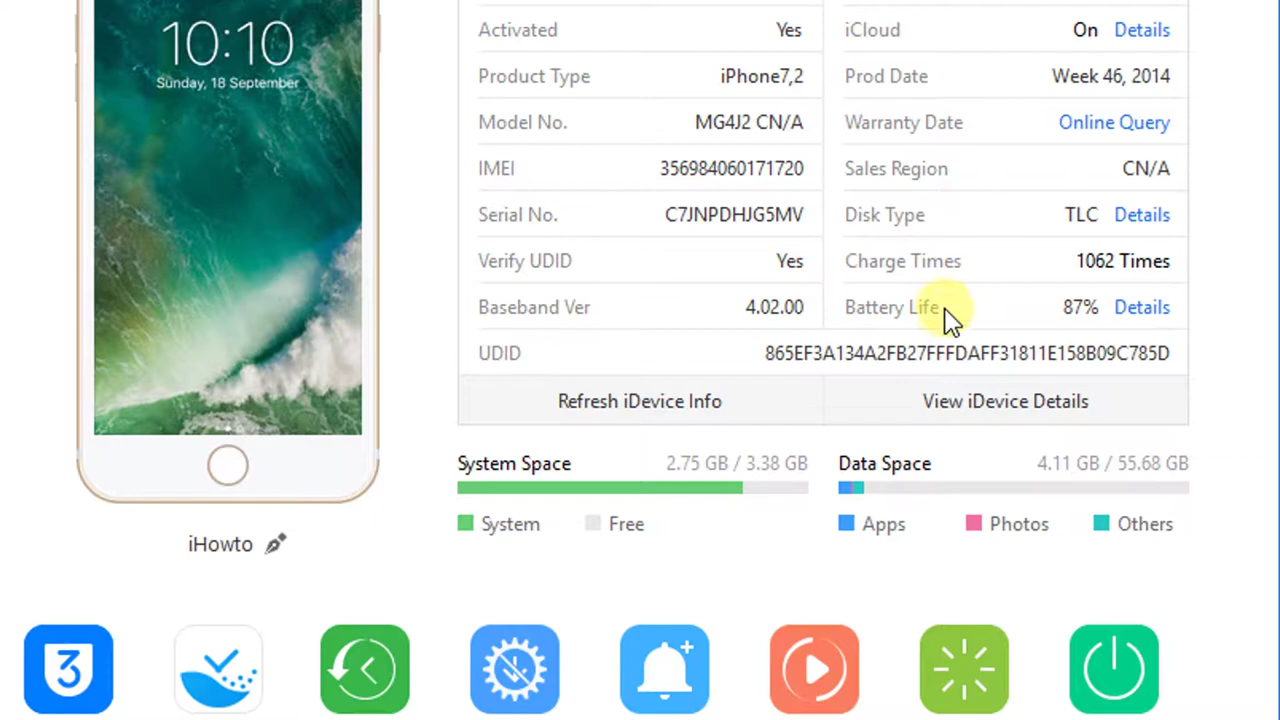 10:10
Sunday, 18 September
iHowto
Activated Yes
Product Type iPhone7,2
Model No. MG4J2 CN/A
IMEI 356984060171720
Serial No. C7JNPDHJG5MV
Verify UDID Yes
Baseband Ver 4.02.00
iCloud On Details
Prod Date Week 46, 2014
Warranty Date Online Query
Sales Region CN/A
Disk Type TLC Details
Charge Times 1062 Times
Battery Life 87% Details
UDID 865EF3A134A2FB27FFFDAFF31811E158B09C785D
Refresh iDevice Info View iDevice Details
System Space 2.75 GB / 3.38 GB
System Free
Data Space 4.11 GB / 55.68 GB
Apps Photos Others
3